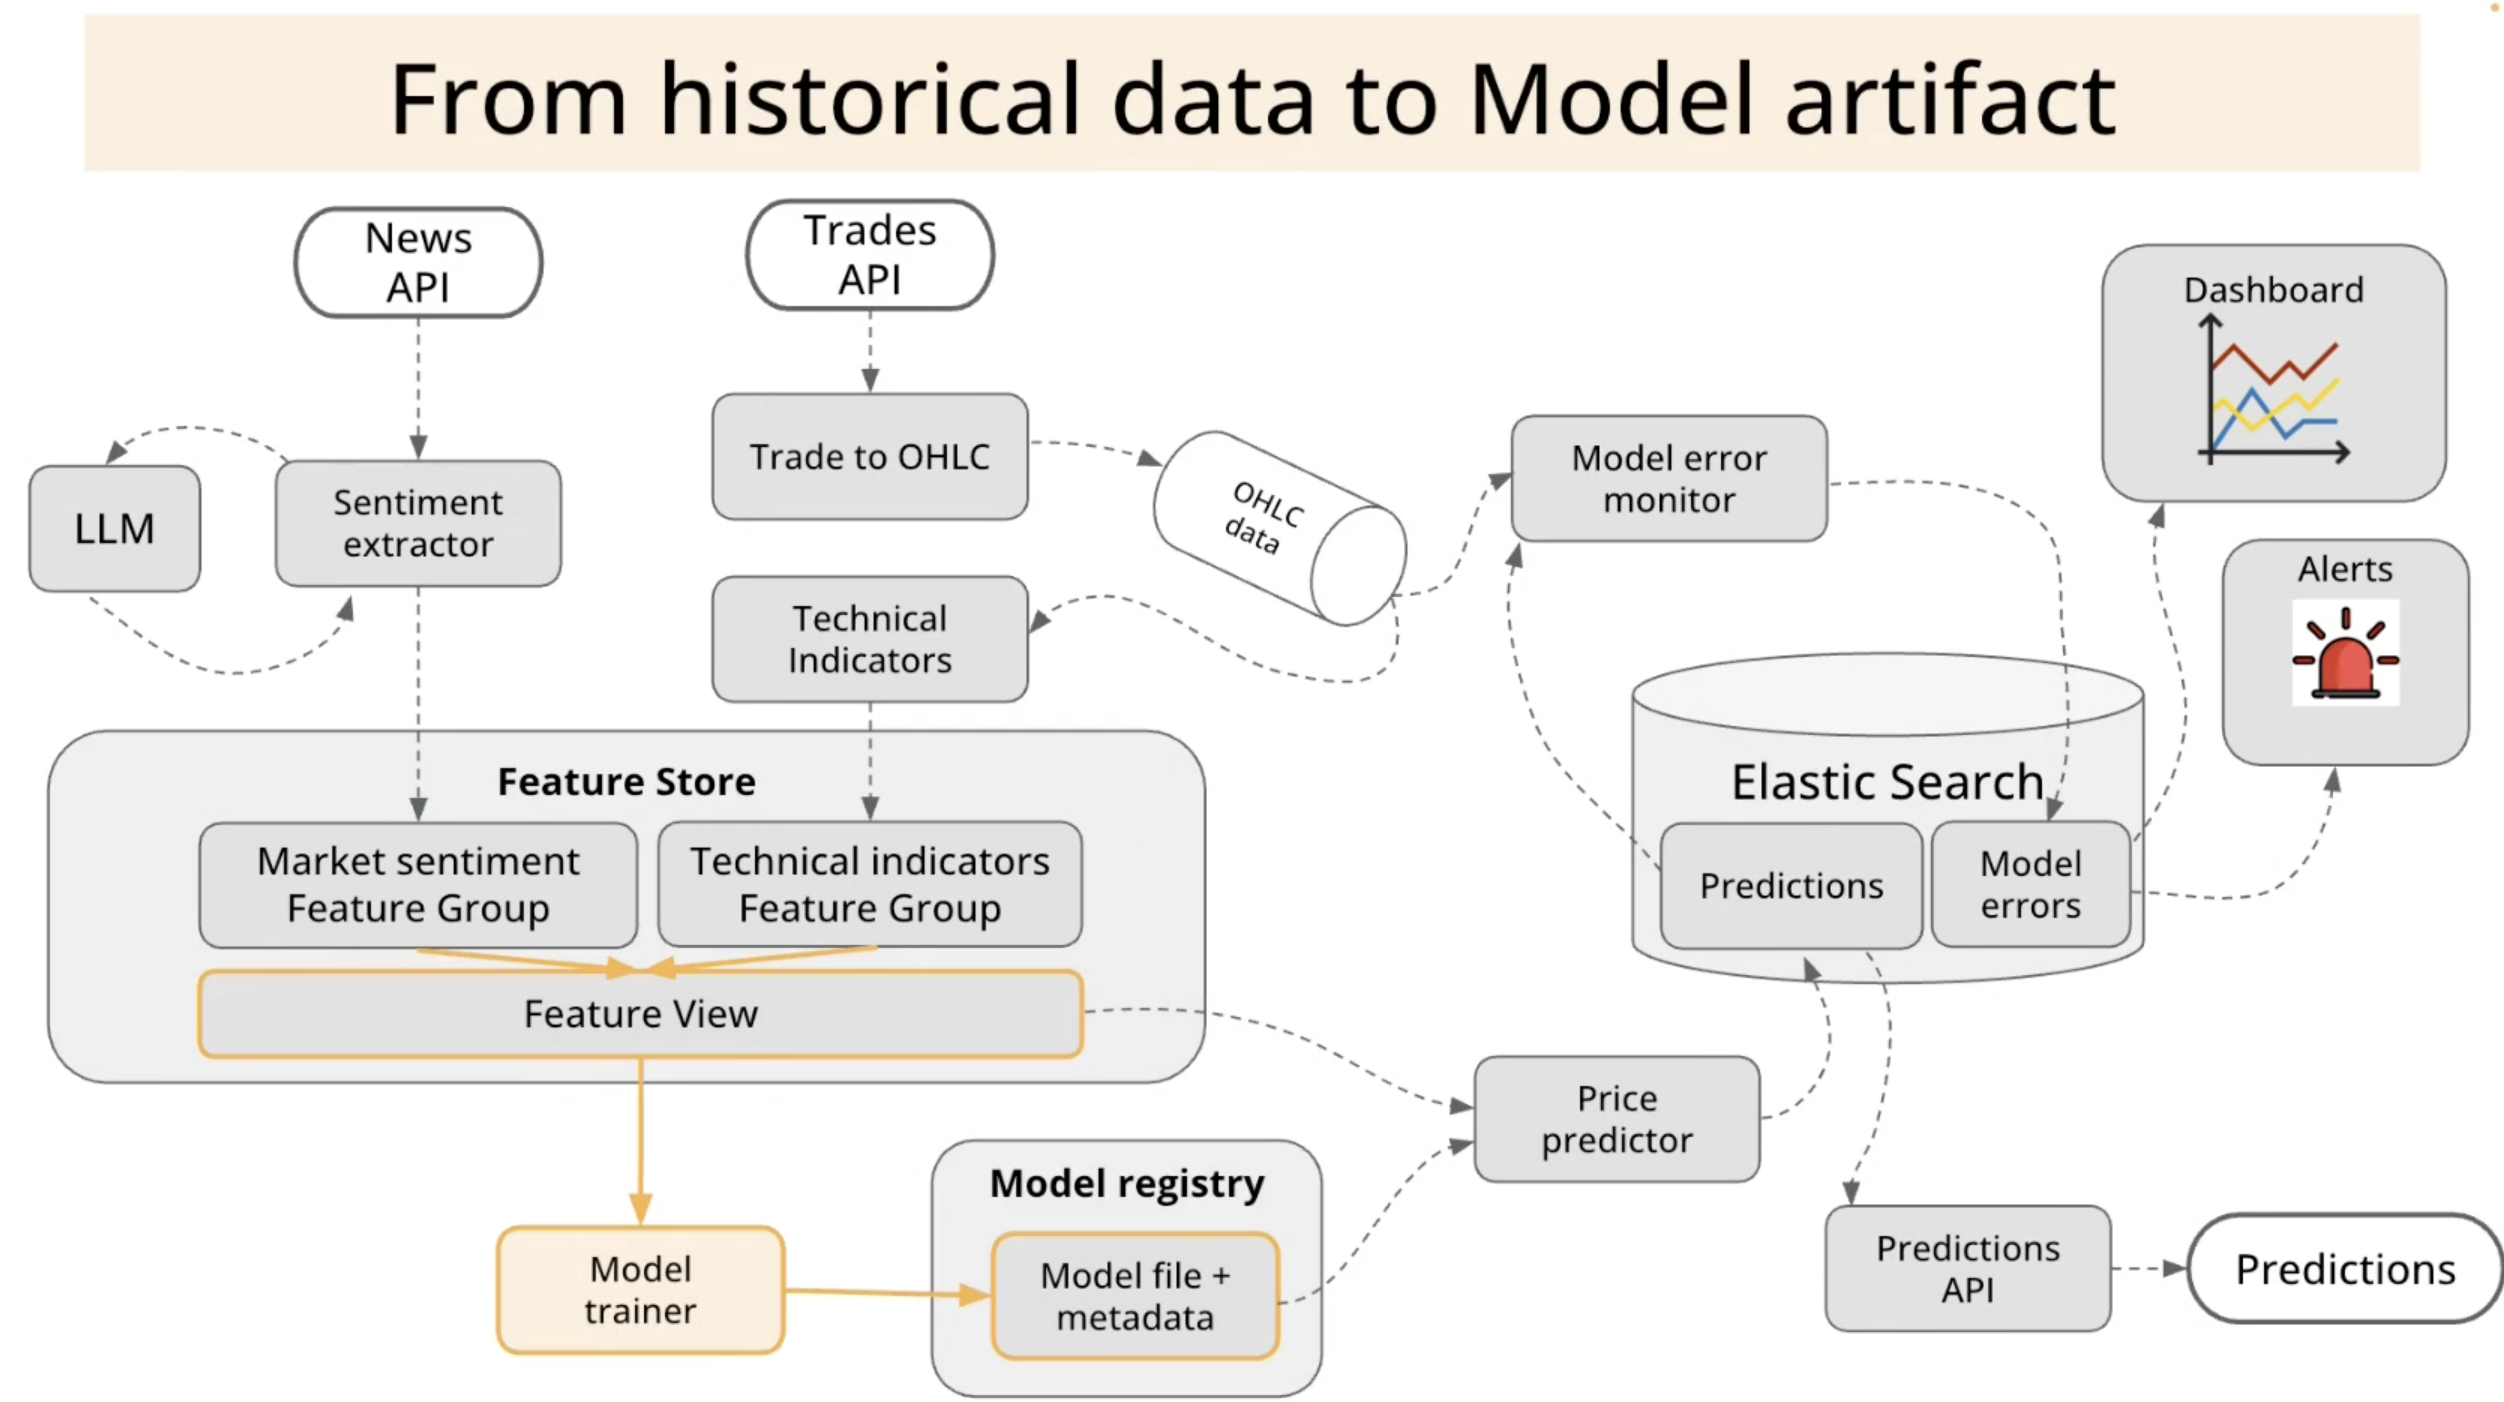 From historical data to Model artifact
News
API
Trades
API
Dashboard
Trade to OHLC
OHLC
data
Model error
monitor
LLM
Sentiment
extractor
Alerts
Technical
Indicators
Feature Store
Elastic Search
Market sentiment
Feature Group
Technical indicators
Feature Group
Predictions
Model
errors
Feature View
Price
predictor
Model registry
Model
trainer
Model file +
metadata
Predictions
API
Predictions